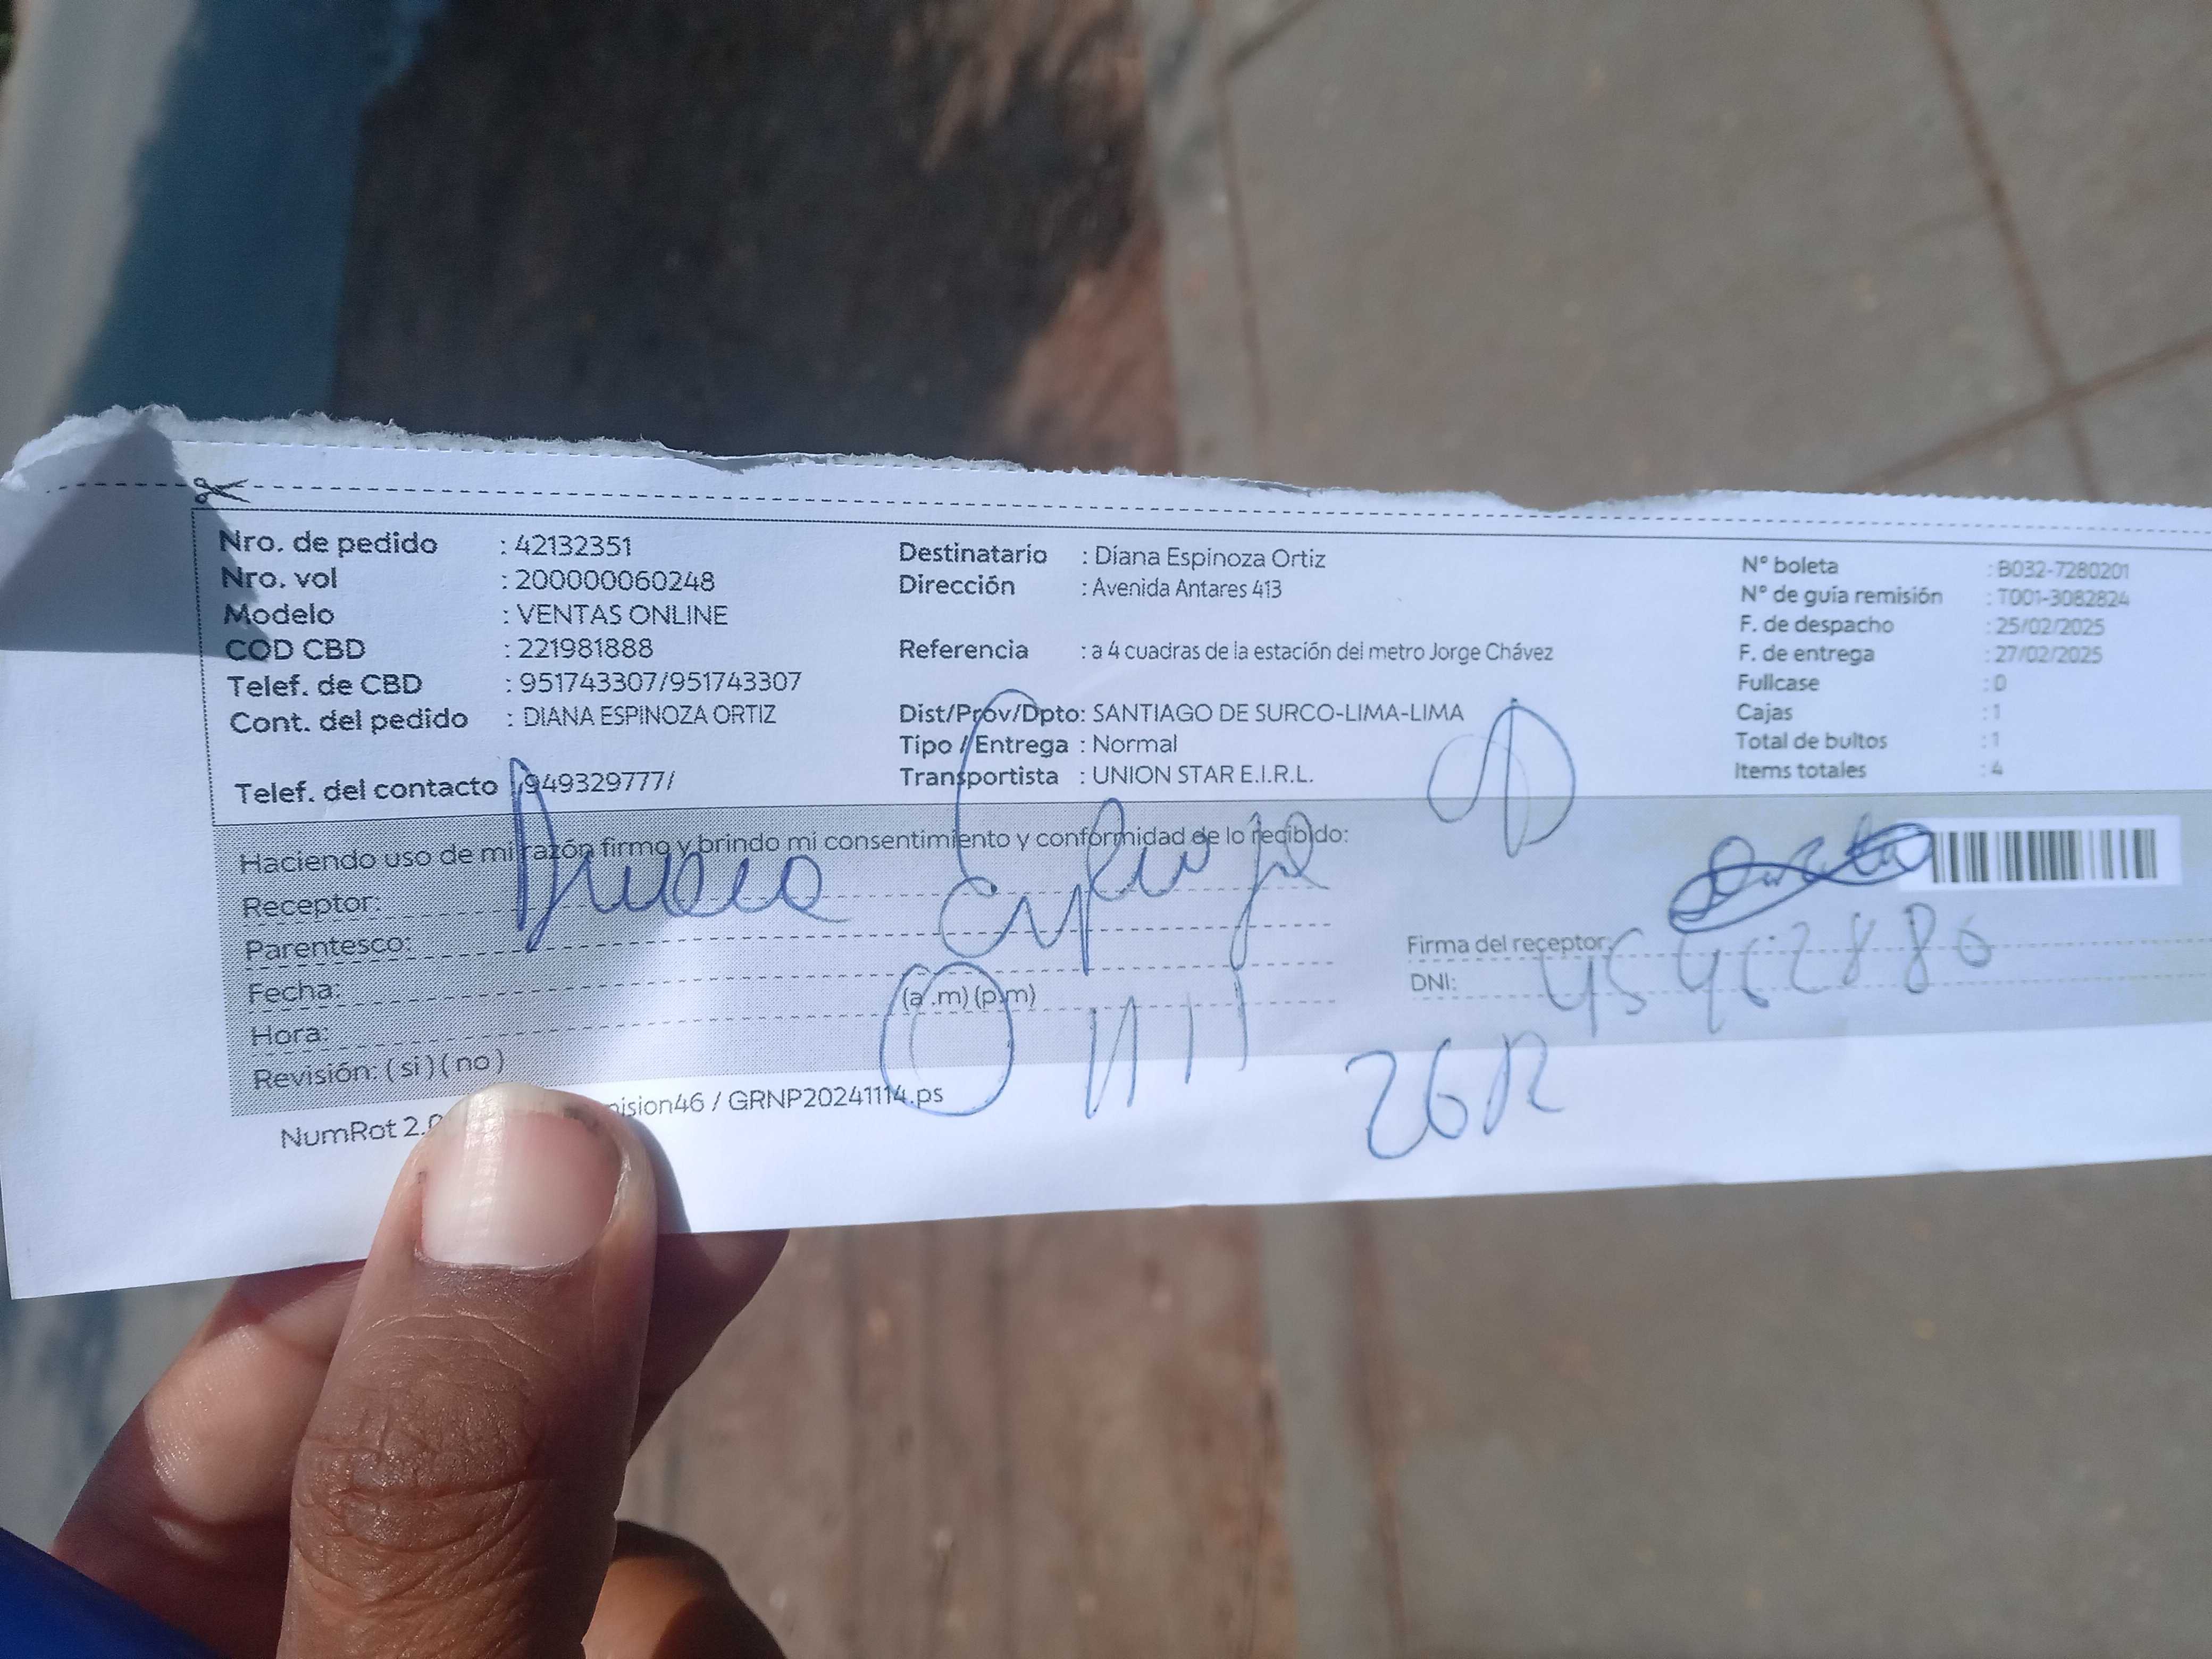 Nro. de pedido : 42132351
Nro. vol : 200000060248
Modelo : VENTAS ONLINE
COD CBD : 221981888
Telef. de CBD : 951743307/951743307
Cont. del pedido : DIANA ESPINOZA ORTIZ
Telef. del contacto : 949329777/
Destinatario : Diana Espinoza Ortiz
Dirección : Avenida Antares 413
Referencia : a 4 cuadras de la estación del metro Jorge Chávez
Dist/Prov/Dpto: SANTIAGO DE SURCO-LIMA-LIMA
Tipo / Entrega : Normal
Transportista : UNION STAR E.I.R.L.
N° boleta : B032-7280201
N° de guía remisión : T001-3082824
F. de despacho : 25/02/2025
F. de entrega : 27/02/2025
Fullcase : 0
Cajas : 1
Total de bultos : 1
Items totales : 4
Haciendo uso de mi razón firmo y brindo mi consentimiento y conformidad de lo recibido:
Receptor:
Parentesco:
Fecha:
Hora: (a .m) (p.m)
Revisión: ( si ) ( no )
Firma del receptor:
DNI:
NumRot 2.0 / GRNP20241114.ps